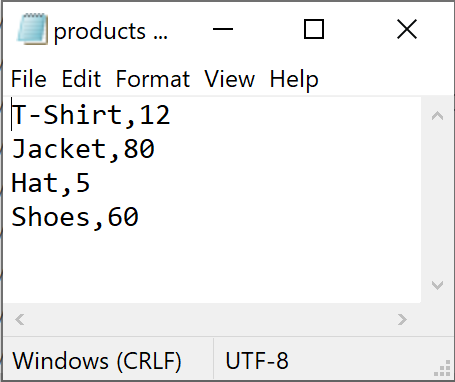 products ...
File Edit Format View Help
T-Shirt,12
Jacket,80
Hat,5
Shoes,60
Windows (CRLF) UTF-8